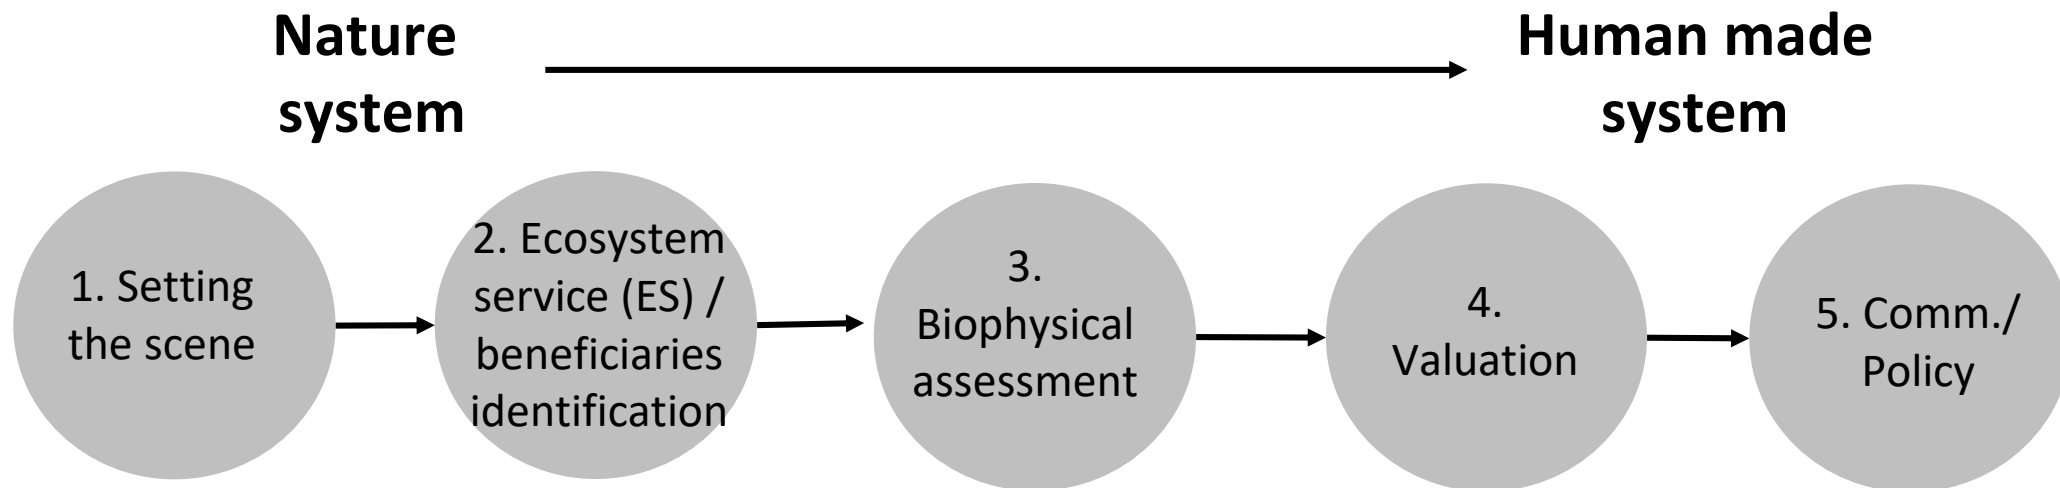 Nature
system
Human made
system
1. Setting
the scene
2. Ecosystem
service (ES) /
beneficiaries
identification
3.
Biophysical
assessment
4.
Valuation
5. Comm./
Policy